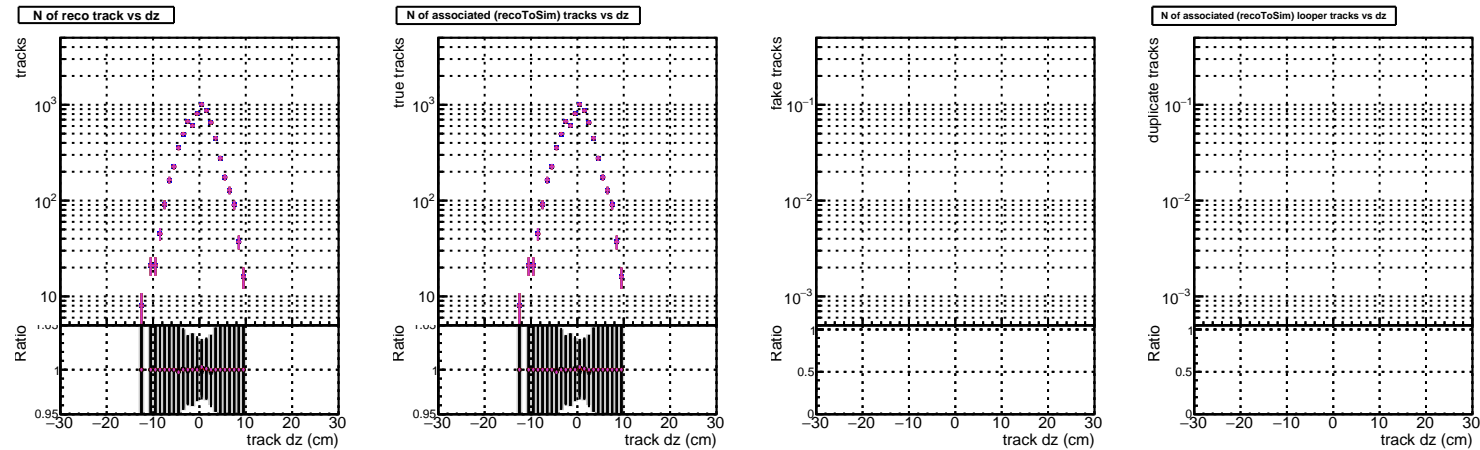 N of reco track vs dz
tracks
10³
10²
10
Ratio
1
0.95
−30 −20 −10 0 10 20 30
track dz (cm)
N of associated (recoToSim) tracks vs dz
true tracks
10³
10²
10
Ratio
1
0.95
−30 −20 −10 0 10 20 30
track dz (cm)
fake tracks
10⁻¹
10⁻²
10⁻³
Ratio
1
0.5
0
−30 −20 −10 0 10 20 30
track dz (cm)
N of associated (recoToSim) looper tracks vs dz
duplicate tracks
10⁻¹
10⁻²
10⁻³
Ratio
1
0.5
0
−30 −20 −10 0 10 20 30
track dz (cm)